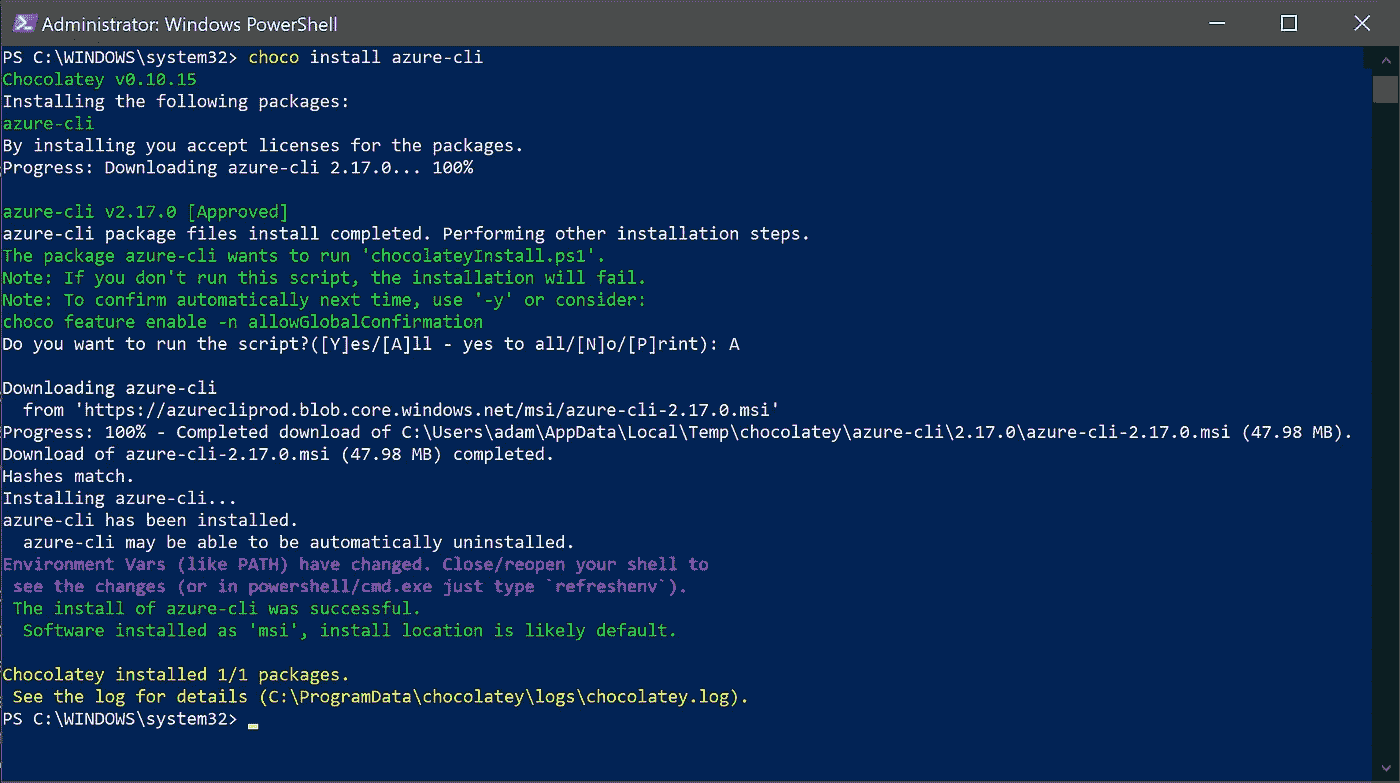 Administrator: Windows PowerShell
PS C:\WINDOWS\system32> choco install azure-cli
Chocolatey v0.10.15
Installing the following packages:
azure-cli
By installing you accept licenses for the packages.
Progress: Downloading azure-cli 2.17.0... 100%
azure-cli v2.17.0 [Approved]
azure-cli package files install completed. Performing other installation steps.
The package azure-cli wants to run 'chocolateyInstall.ps1'.
Note: If you don't run this script, the installation will fail.
Note: To confirm automatically next time, use '-y' or consider:
choco feature enable -n allowGlobalConfirmation
Do you want to run the script?([Y]es/[A]ll - yes to all/[N]o/[P]rint): A
Downloading azure-cli
from 'https://azurecliprod.blob.core.windows.net/msi/azure-cli-2.17.0.msi'
Progress: 100% - Completed download of C:\Users\adam\AppData\Local\Temp\chocolatey\azure-cli\2.17.0\azure-cli-2.17.0.msi (47.98 MB).
Download of azure-cli-2.17.0.msi (47.98 MB) completed.
Hashes match.
Installing azure-cli...
azure-cli has been installed.
azure-cli may be able to be automatically uninstalled.
Environment Vars (like PATH) have changed. Close/reopen your shell to
see the changes (or in powershell/cmd.exe just type `refreshenv`).
The install of azure-cli was successful.
Software installed as 'msi', install location is likely default.
Chocolatey installed 1/1 packages.
See the log for details (C:\ProgramData\chocolatey\logs\chocolatey.log).
PS C:\WINDOWS\system32>